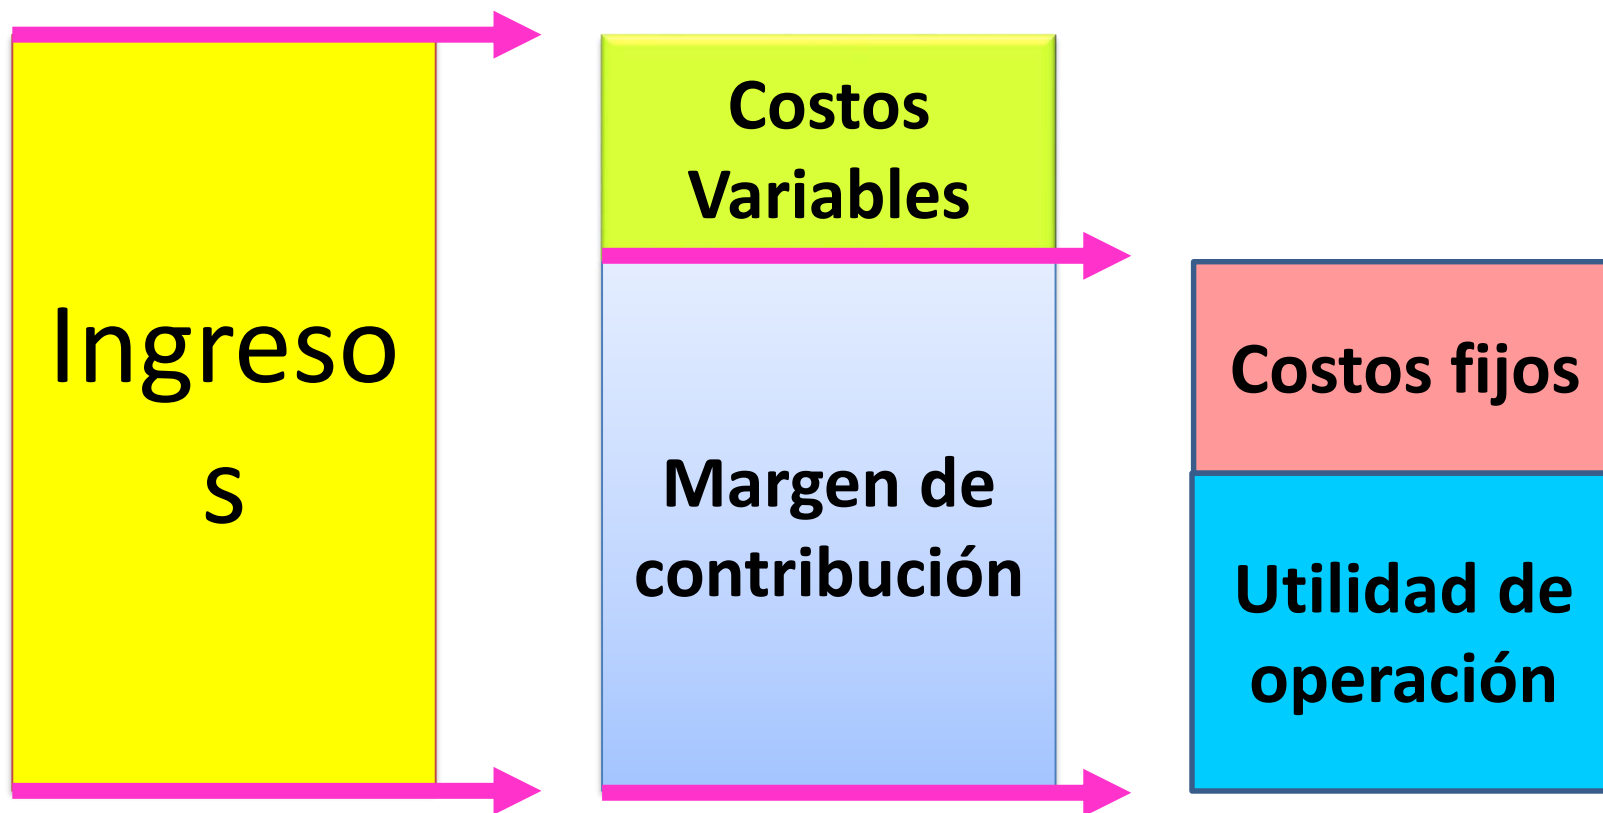 Ingreso
s
Costos
Variables
Margen de
contribución
Costos fijos
Utilidad de
operación